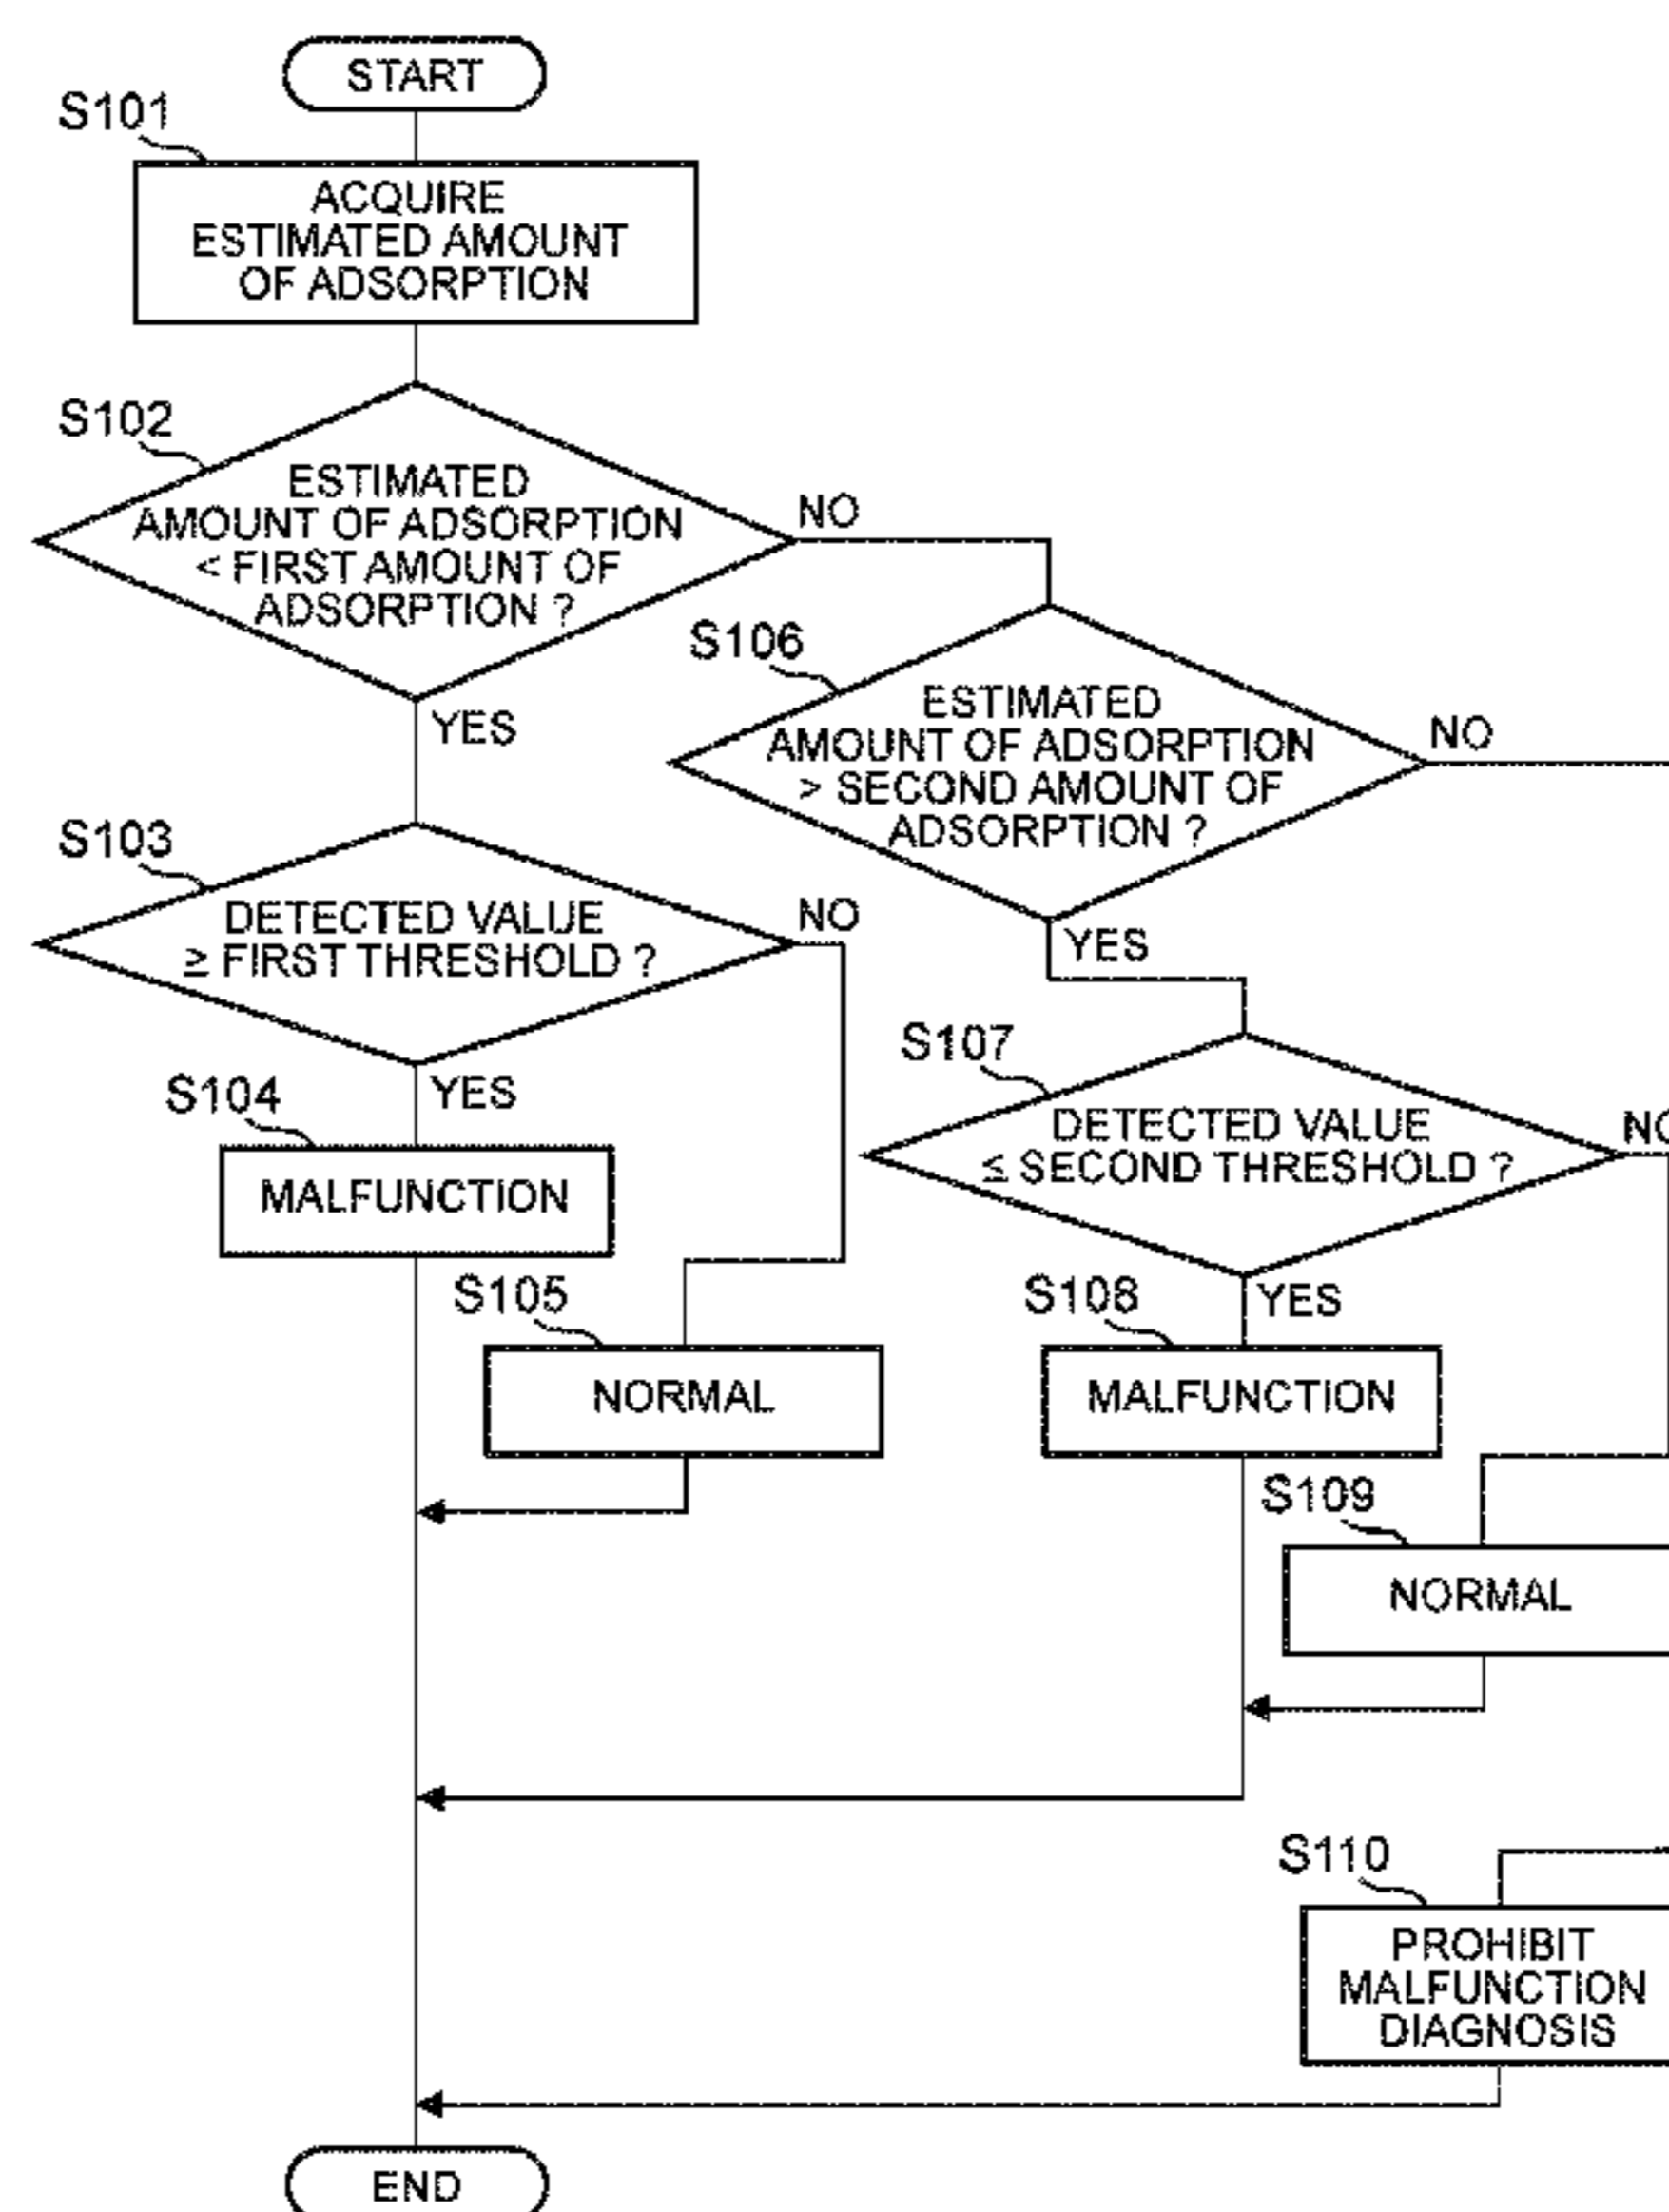 START
S101
ACQUIRE
ESTIMATED AMOUNT
OF ADSORPTION
S102
ESTIMATED
AMOUNT OF ADSORPTION
< FIRST AMOUNT OF
ADSORPTION ?
NO
YES
S106
ESTIMATED
AMOUNT OF ADSORPTION
> SECOND AMOUNT OF
ADSORPTION ?
NO
YES
S103
DETECTED VALUE
≥ FIRST THRESHOLD ?
NO
YES
S107
DETECTED VALUE
≤ SECOND THRESHOLD ?
NO
YES
S104
MALFUNCTION
S105
NORMAL
S108
MALFUNCTION
S109
NORMAL
S110
PROHIBIT
MALFUNCTION
DIAGNOSIS
END